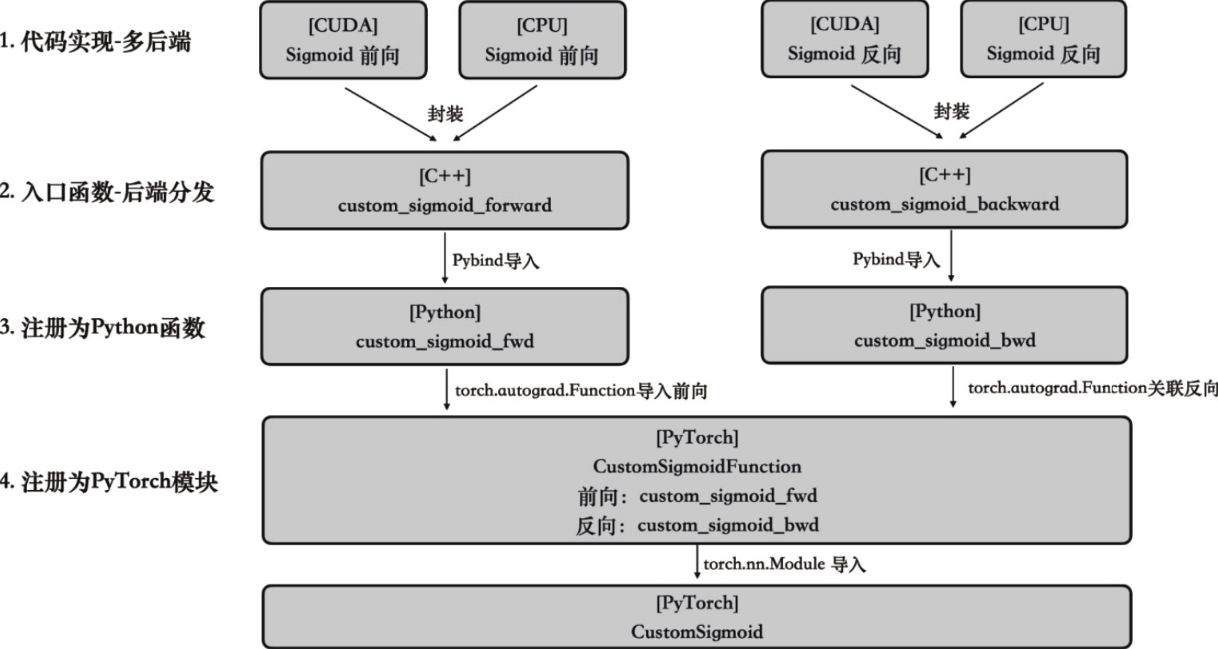 1. 代码实现-多后端
[CUDA]
Sigmoid 前向
[CPU]
Sigmoid 前向
[CUDA]
Sigmoid 反向
[CPU]
Sigmoid 反向
封装
封装
2. 入口函数-后端分发
[C++]
custom_sigmoid_forward
[C++]
custom_sigmoid_backward
Pybind导入
Pybind导入
3. 注册为Python函数
[Python]
custom_sigmoid_fwd
[Python]
custom_sigmoid_bwd
torch.autograd.Function导入前向
torch.autograd.Function关联反向
4. 注册为PyTorch模块
[PyTorch]
CustomSigmoidFunction
前向：custom_sigmoid_fwd
反向：custom_sigmoid_bwd
torch.nn.Module 导入
[PyTorch]
CustomSigmoid